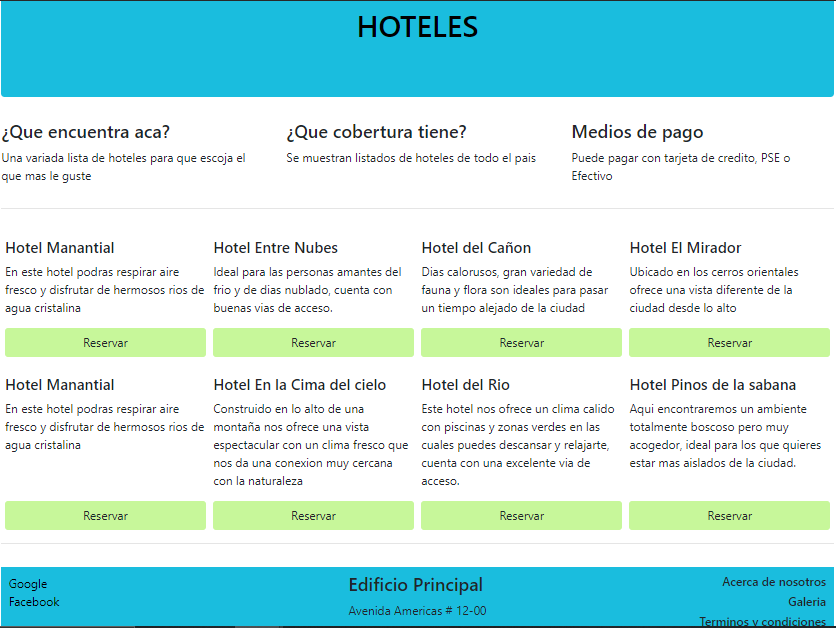 HOTELES
¿Que encuentra aca?
Una variada lista de hoteles para que escoja el
que mas le guste
¿Que cobertura tiene?
Se muestran listados de hoteles de todo el pais
Medios de pago
Puede pagar con tarjeta de credito, PSE o
Efectivo
Hotel Manantial
En este hotel podras respirar aire
fresco y disfrutar de hermosos rios de
agua cristalina
Reservar
Hotel Entre Nubes
Ideal para las personas amantes del
frio y de dias nublado, cuenta con
buenas vias de acceso.
Reservar
Hotel del Cañon
Dias calorusos, gran variedad de
fauna y flora son ideales para pasar
un tiempo alejado de la ciudad
Reservar
Hotel El Mirador
Ubicado en los cerros orientales
ofrece una vista diferente de la
ciudad desde lo alto
Reservar
Hotel Manantial
En este hotel podras respirar aire
fresco y disfrutar de hermosos rios de
agua cristalina
Reservar
Hotel En la Cima del cielo
Construido en lo alto de una
montaña nos ofrece una vista
espectacular con un clima fresco que
nos da una conexion muy cercana
con la naturaleza
Reservar
Hotel del Rio
Este hotel nos ofrece un clima calido
con piscinas y zonas verdes en las
cuales puedes descansar y relajarte,
cuenta con una excelente via de
acceso.
Reservar
Hotel Pinos de la sabana
Aqui encontraremos un ambiente
totalmente boscoso pero muy
acogedor, ideal para los que quieres
estar mas aislados de la ciudad.
Reservar
Google
Facebook
Edificio Principal
Avenida Americas # 12-00
Acerca de nosotros
Galeria
Terminos y condiciones